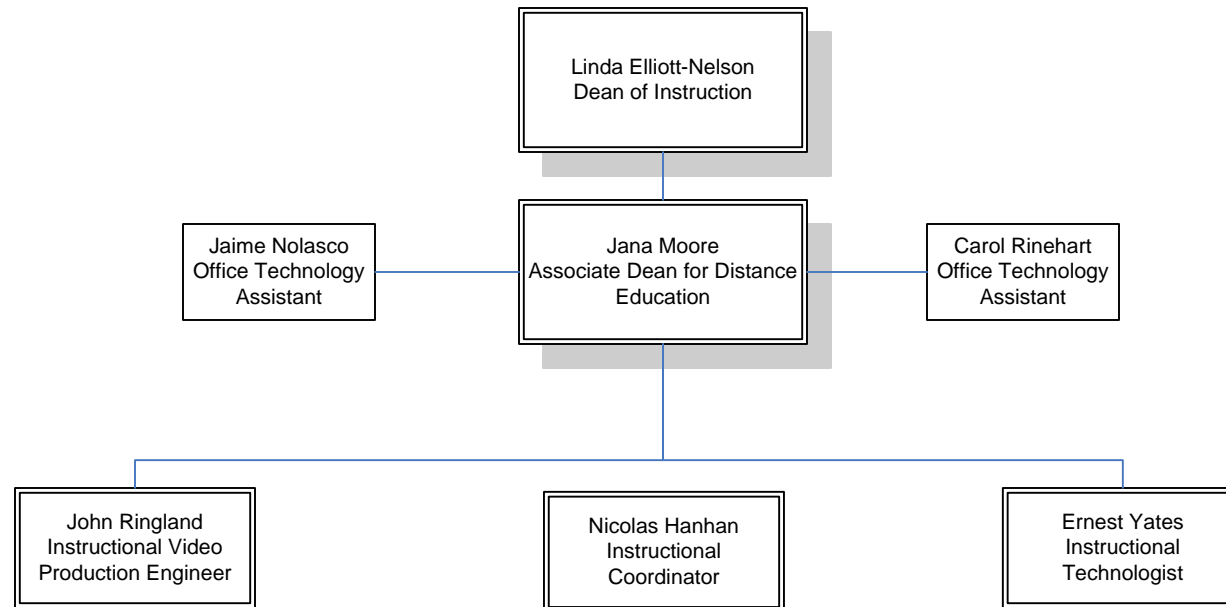 Linda Elliott-Nelson
Dean of Instruction
Jaime Nolasco
Office Technology
Assistant
Jana Moore
Associate Dean for Distance
Education
Carol Rinehart
Office Technology
Assistant
John Ringland
Instructional Video
Production Engineer
Nicolas Hanhan
Instructional
Coordinator
Ernest Yates
Instructional
Technologist